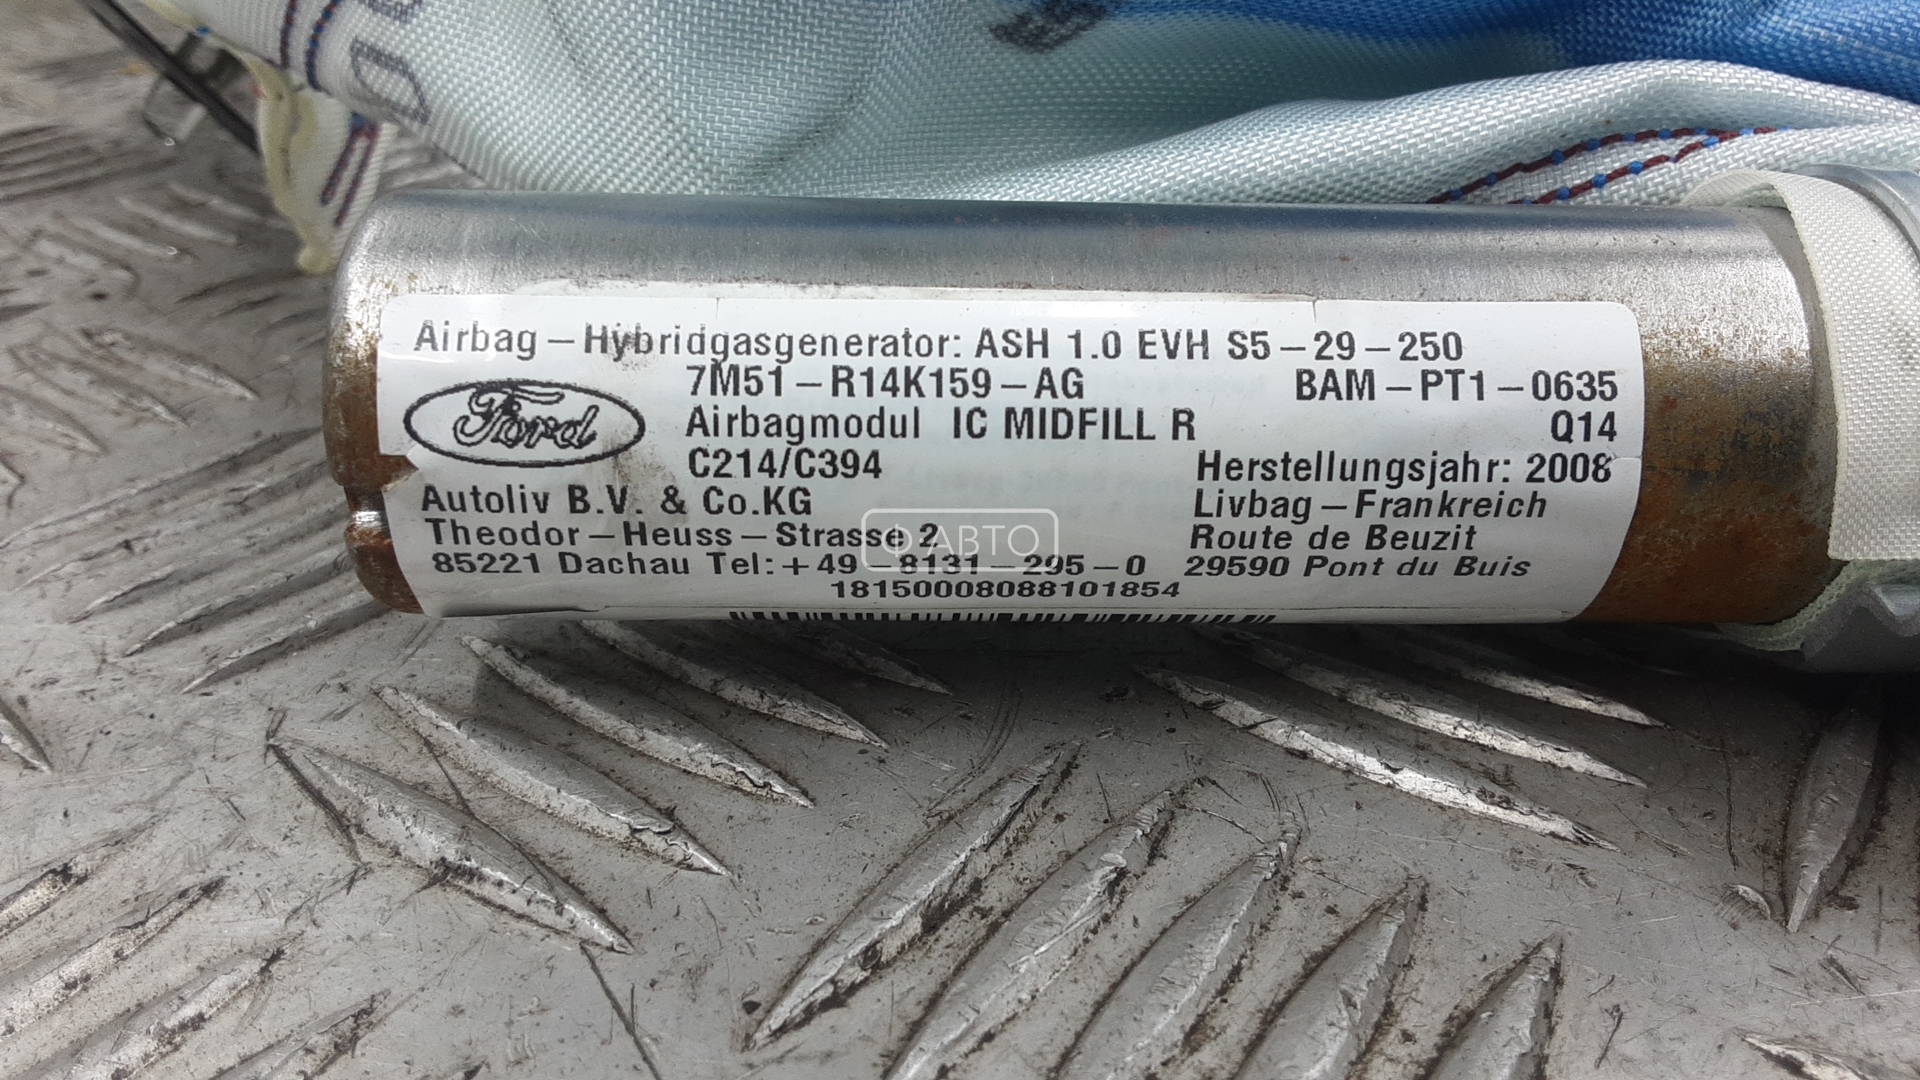 Airbag-Hybridgasgenerator: ASH 1.0 EVH S5-29-250
7M51-R14K159-AG BAM-PT1-0635
Ford Airbagmodul IC MIDFILL R Q14
C214/C394 Herstellungsjahr: 2008
Autoliv B.V. & Co.KG Livbag-Frankreich
Theodor-Heuss-Strasse 2 Route de Beuzit
85221 Dachau Tel:+49-8131-295-0 29590 Pont du Buis
18150008088101854
Ф АВТО